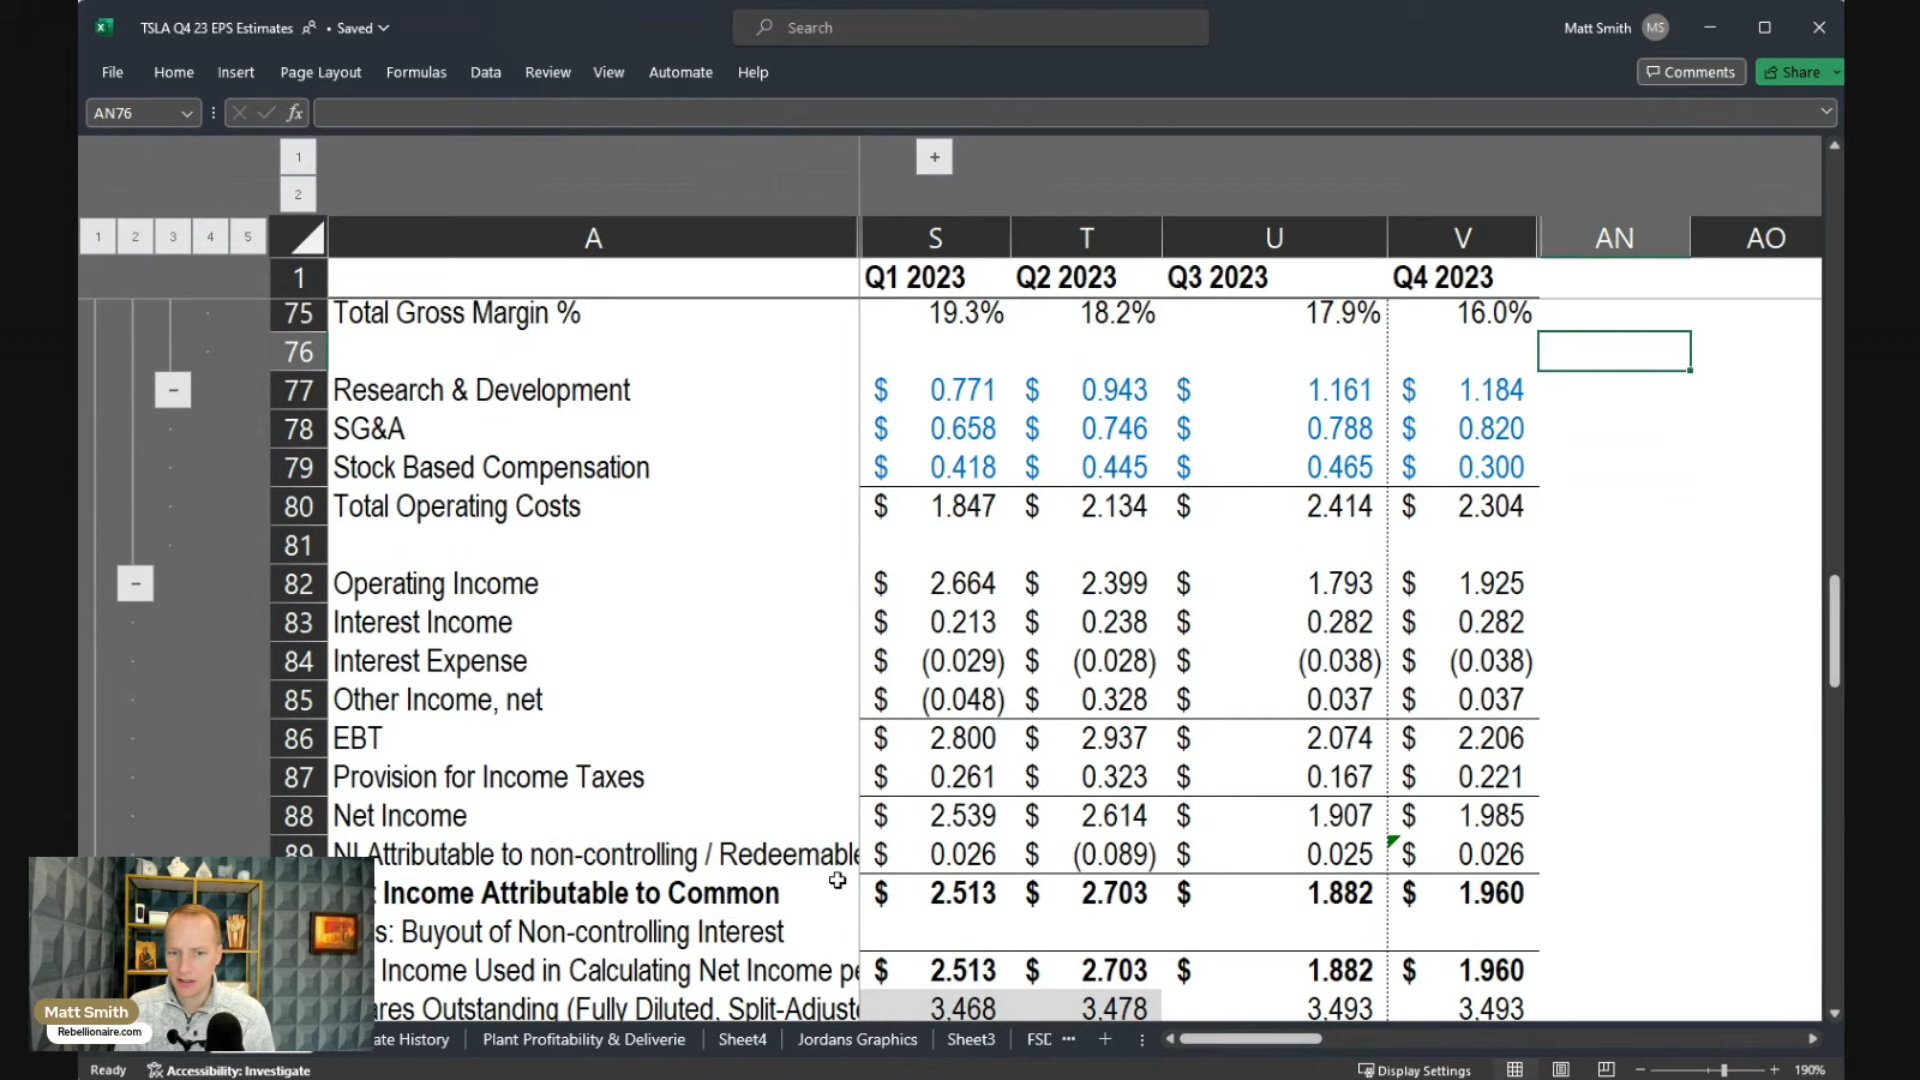 TSLA Q4 23 EPS Estimates • Saved
Search
Matt Smith MS
File Home Insert Page Layout Formulas Data Review View Automate Help
Comments Share
AN76 fx
1 +
2
1 2 3 4 5 A S T U V AN AO
1 Q1 2023 Q2 2023 Q3 2023 Q4 2023
75 Total Gross Margin % 19.3% 18.2% 17.9% 16.0%
76
77 Research & Development $ 0.771 $ 0.943 $ 1.161 $ 1.184
78 SG&A $ 0.658 $ 0.746 $ 0.788 $ 0.820
79 Stock Based Compensation $ 0.418 $ 0.445 $ 0.465 $ 0.300
80 Total Operating Costs $ 1.847 $ 2.134 $ 2.414 $ 2.304
81
82 Operating Income $ 2.664 $ 2.399 $ 1.793 $ 1.925
83 Interest Income $ 0.213 $ 0.238 $ 0.282 $ 0.282
84 Interest Expense $ (0.029) $ (0.028) $ (0.038) $ (0.038)
85 Other Income, net $ (0.048) $ 0.328 $ 0.037 $ 0.037
86 EBT $ 2.800 $ 2.937 $ 2.074 $ 2.206
87 Provision for Income Taxes $ 0.261 $ 0.323 $ 0.167 $ 0.221
88 Net Income $ 2.539 $ 2.614 $ 1.907 $ 1.985
89 NI Attributable to non-controlling / Redeemable $ 0.026 $ (0.089) $ 0.025 $ 0.026
Income Attributable to Common $ 2.513 $ 2.703 $ 1.882 $ 1.960
s: Buyout of Non-controlling Interest
Income Used in Calculating Net Income pe $ 2.513 $ 2.703 $ 1.882 $ 1.960
ares Outstanding (Fully Diluted, Split-Adjuste 3,468 3,478 3,493 3,493
Matt Smith
Rebellionaire.com
ate History Plant Profitability & Deliverie Sheet4 Jordans Graphics Sheet3 FSD ••• +
Ready Accessibility: Investigate Display Settings − + 190%